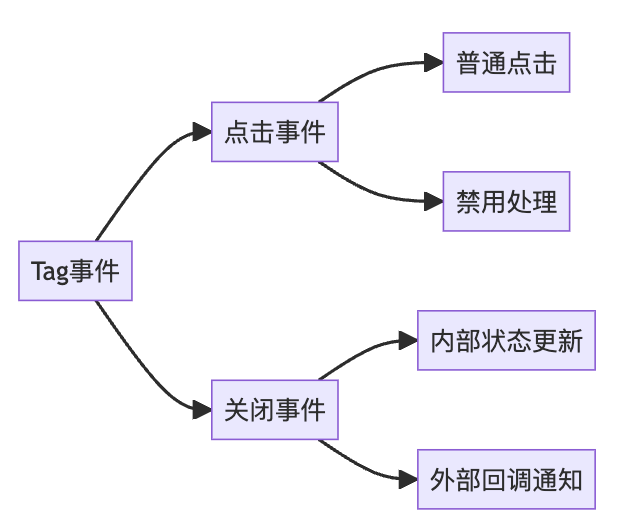 普通点击
点击事件
禁用处理
Tag事件
内部状态更新
关闭事件
外部回调通知